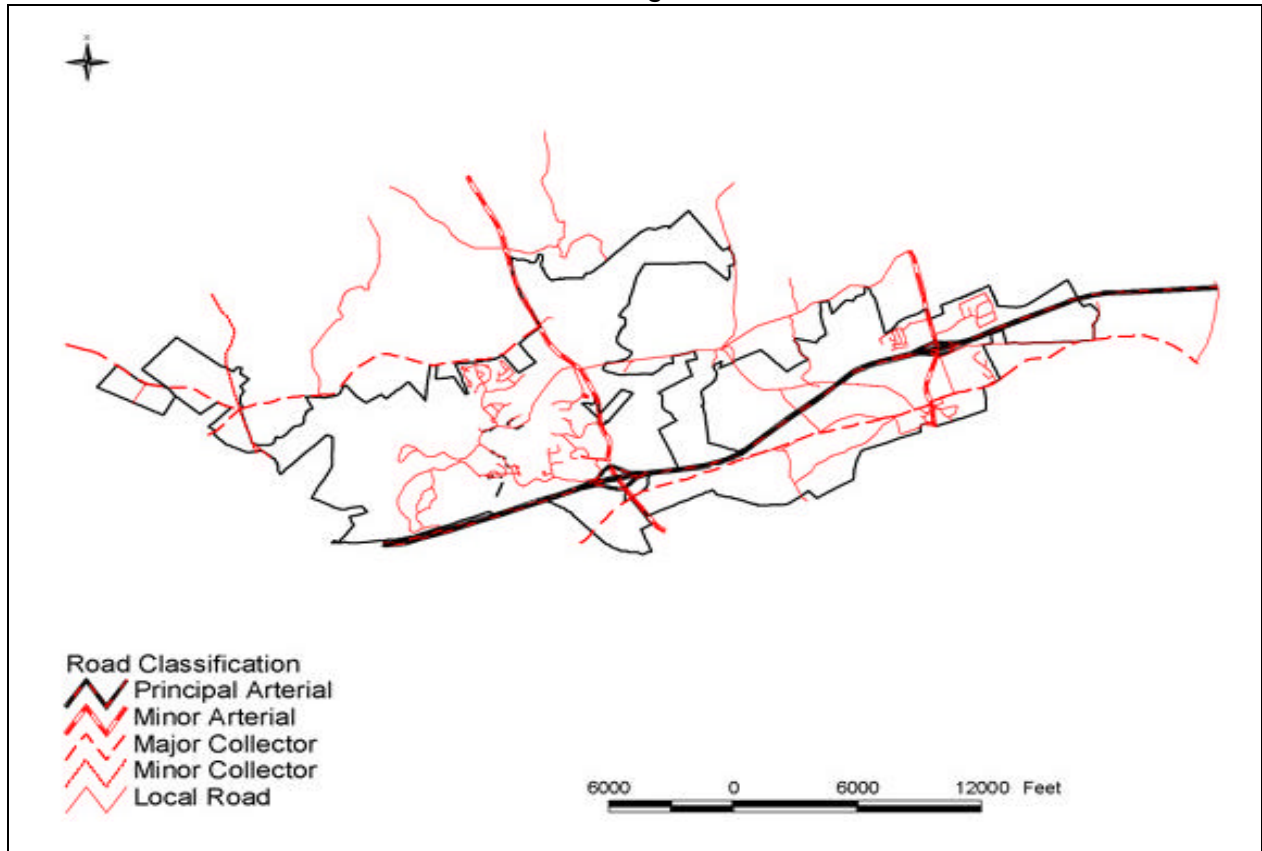 Road Classification
Principal Arterial
Minor Arterial
Major Collector
Minor Collector
Local Road
6000 0 6000 12000 Feet